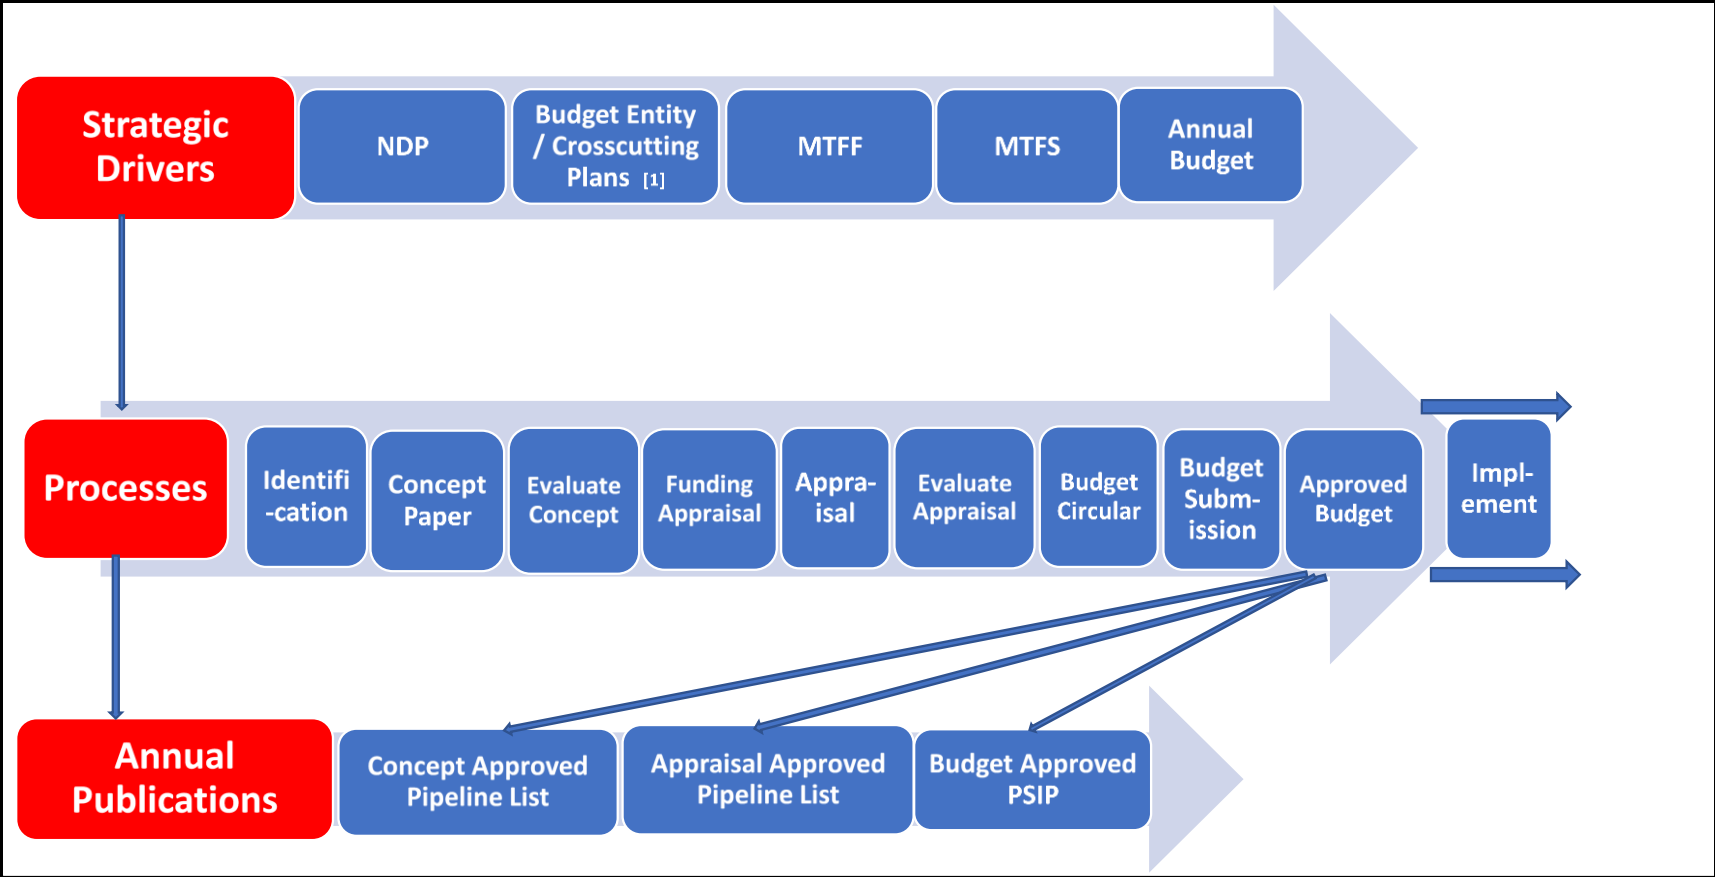 Strategic
Drivers
NDP
Budget Entity
/ Crosscutting
Plans [1]
MTFF
MTFS
Annual
Budget
Processes
Identifi
-cation
Concept
Paper
Evaluate
Concept
Funding
Appraisal
Appra-
isal
Evaluate
Appraisal
Budget
Circular
Budget
Subm-
ission
Approved
Budget
Impl-
ement
Annual
Publications
Concept Approved
Pipeline List
Appraisal Approved
Pipeline List
Budget Approved
PSIP